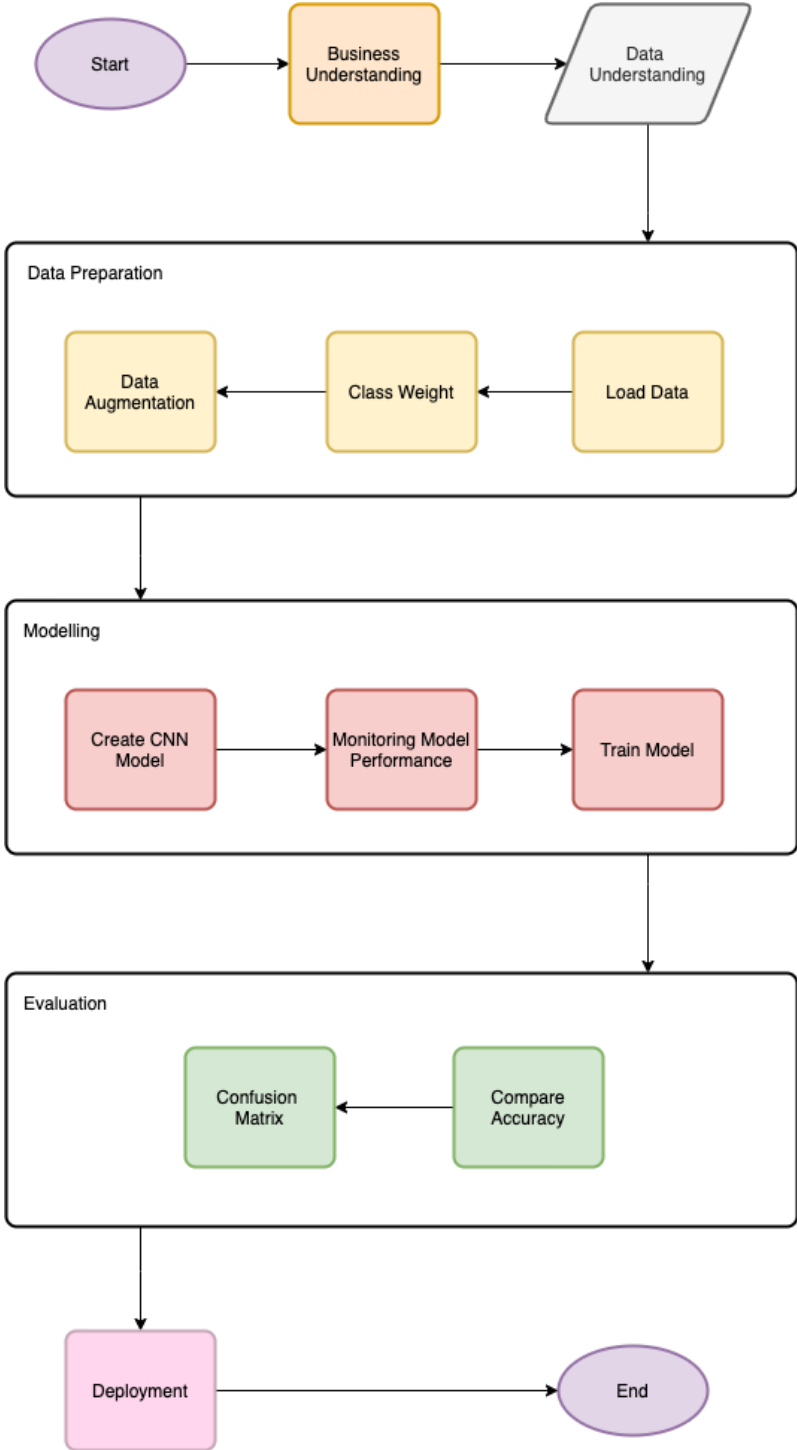 Start
Business
Understanding
Data
Understanding
Data Preparation
Data
Augmentation
Class Weight
Load Data
Modelling
Create CNN
Model
Monitoring Model
Performance
Train Model
Evaluation
Confusion
Matrix
Compare
Accuracy
Deployment
End